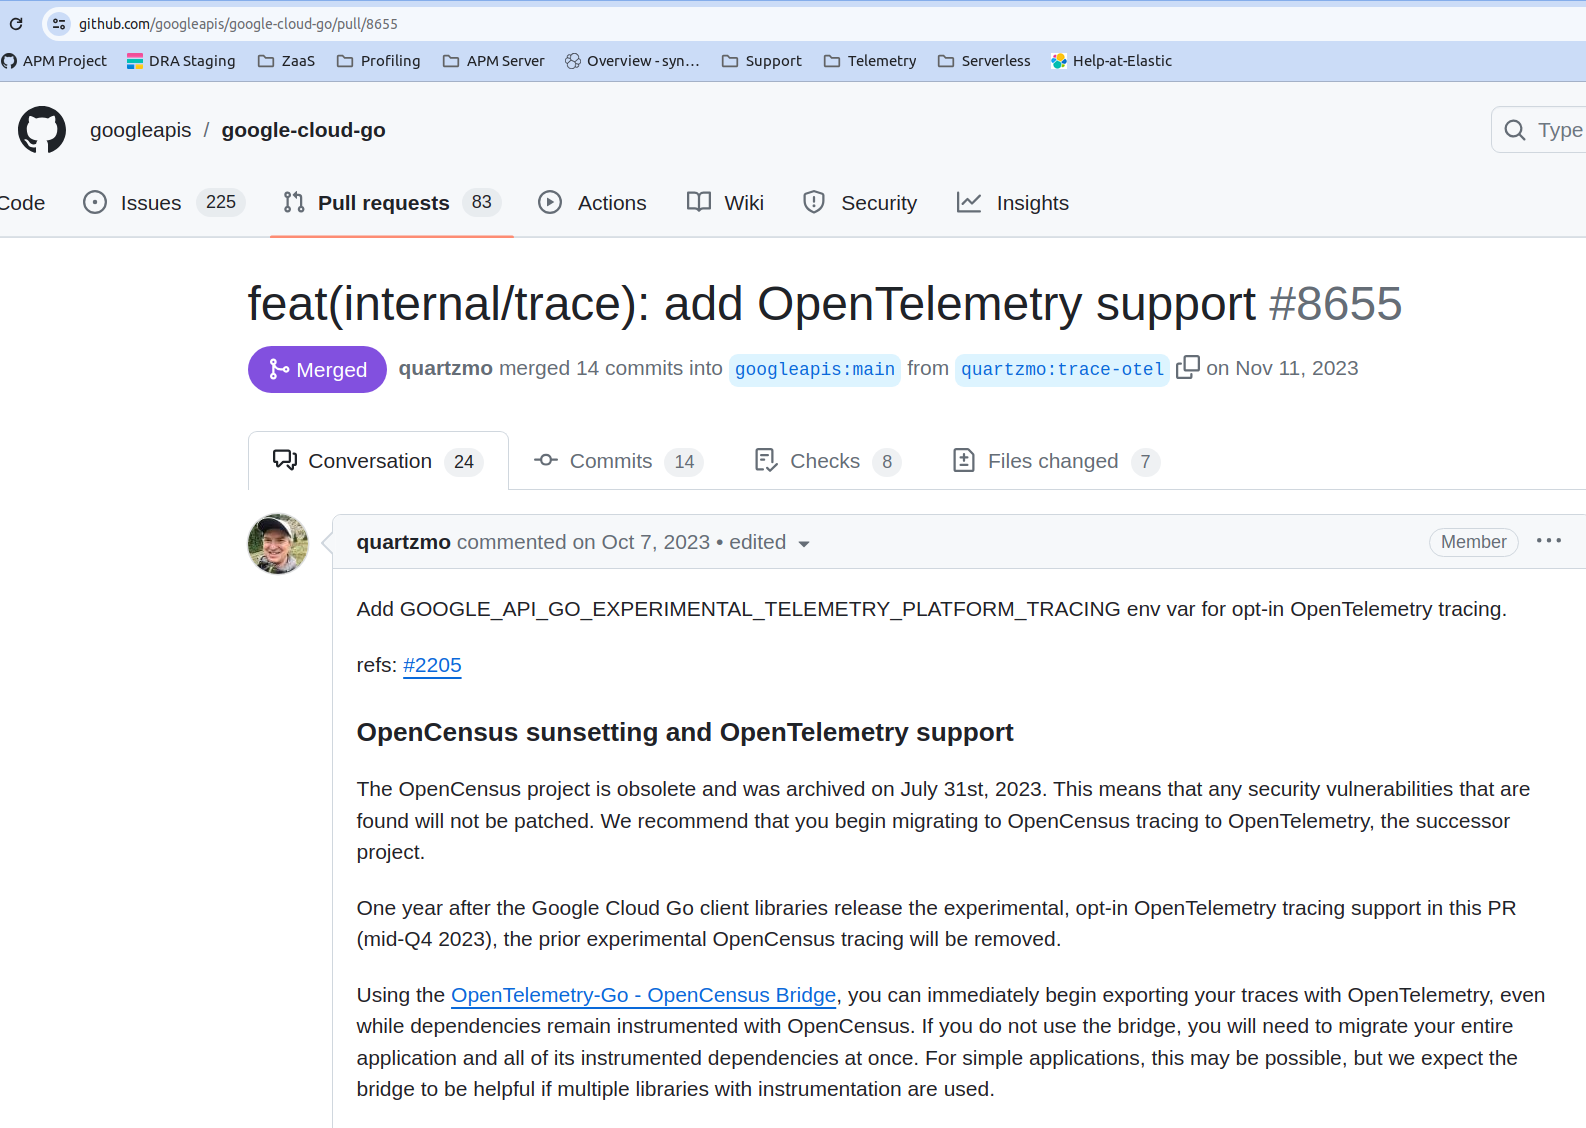 github.com/googleapis/google-cloud-go/pull/8655
APM Project DRA Staging ZaaS Profiling APM Server Overview - syn... Support Telemetry Serverless Help-at-Elastic
googleapis / google-cloud-go Type
Code Issues 225 Pull requests 83 Actions Wiki Security Insights
feat(internal/trace): add OpenTelemetry support #8655
Merged quartzmo merged 14 commits into googleapis:main from quartzmo:trace-otel on Nov 11, 2023
Conversation 24 Commits 14 Checks 8 Files changed 7
quartzmo commented on Oct 7, 2023 • edited Member
Add GOOGLE_API_GO_EXPERIMENTAL_TELEMETRY_PLATFORM_TRACING env var for opt-in OpenTelemetry tracing.
refs: #2205
OpenCensus sunsetting and OpenTelemetry support
The OpenCensus project is obsolete and was archived on July 31st, 2023. This means that any security vulnerabilities that are
found will not be patched. We recommend that you begin migrating to OpenCensus tracing to OpenTelemetry, the successor
project.
One year after the Google Cloud Go client libraries release the experimental, opt-in OpenTelemetry tracing support in this PR
(mid-Q4 2023), the prior experimental OpenCensus tracing will be removed.
Using the OpenTelemetry-Go - OpenCensus Bridge, you can immediately begin exporting your traces with OpenTelemetry, even
while dependencies remain instrumented with OpenCensus. If you do not use the bridge, you will need to migrate your entire
application and all of its instrumented dependencies at once. For simple applications, this may be possible, but we expect the
bridge to be helpful if multiple libraries with instrumentation are used.